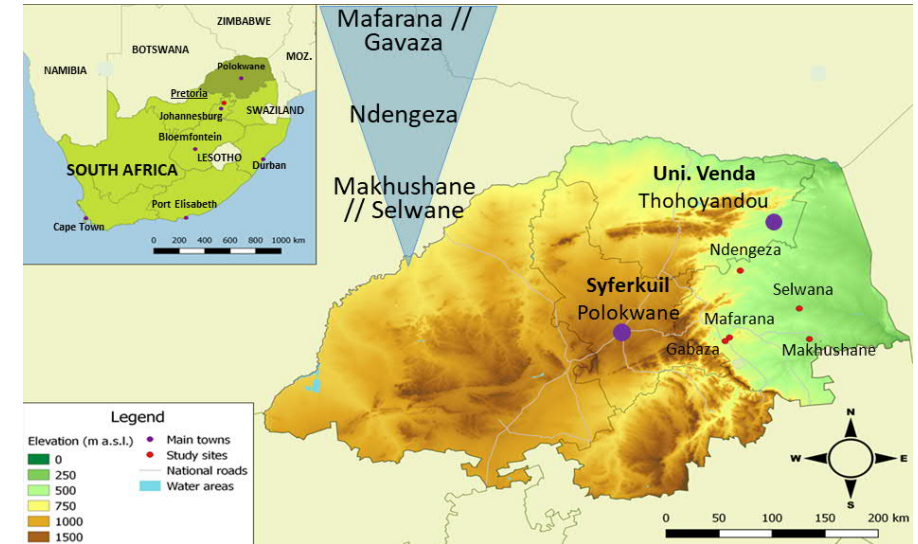 ZIMBABWE
BOTSWANA
MOZ.
NAMIBIA
Polokwane
Pretoria
SWAZILAND
Johannesburg
Bloemfontein
LESOTHO
SOUTH AFRICA
Durban
Port Elisabeth
Cape Town
0 200 400 600 800 1000 km
Mafarana //
Gavaza
Ndengeza
Makhushane
// Selwane
Uni. Venda
Thohoyandou
Ndengeza
Syferkuil
Polokwane
Selwana
Mafarana
Gabaza
Makhushane
Legend
Elevation (m a.s.l.)
0
250
500
750
1000
1500
Main towns
Study sites
National roads
Water areas
N
W E
S
0 50 100 150 200 km